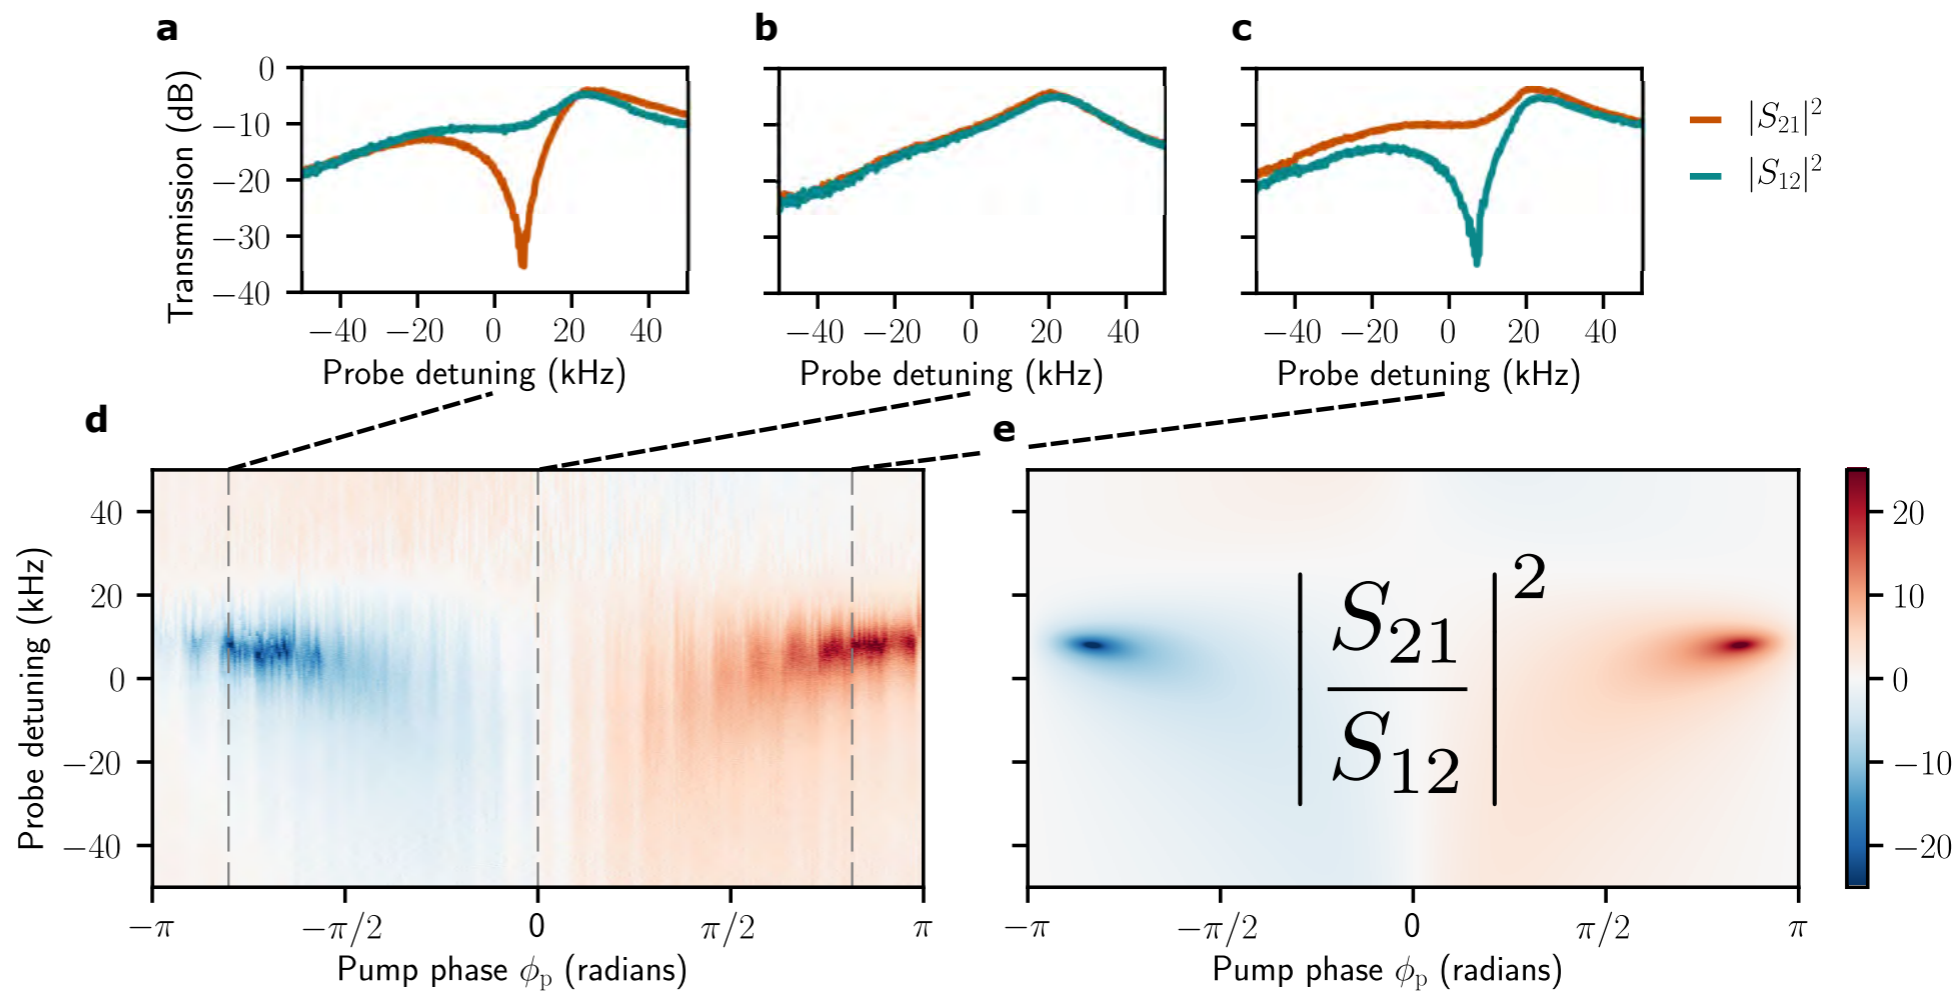 a
b
c
Transmission (dB)
0
−10
−20
−30
−40
−40 −20 0 20 40
−40 −20 0 20 40
−40 −20 0 20 40
Probe detuning (kHz)
Probe detuning (kHz)
Probe detuning (kHz)
|S21|²
|S12|²
d
e
Probe detuning (kHz)
40
20
0
−20
−40
−π −π/2 0 π/2 π
Pump phase ϕp (radians)
|S21/S12|²
−π −π/2 0 π/2 π
Pump phase ϕp (radians)
20
10
0
−10
−20